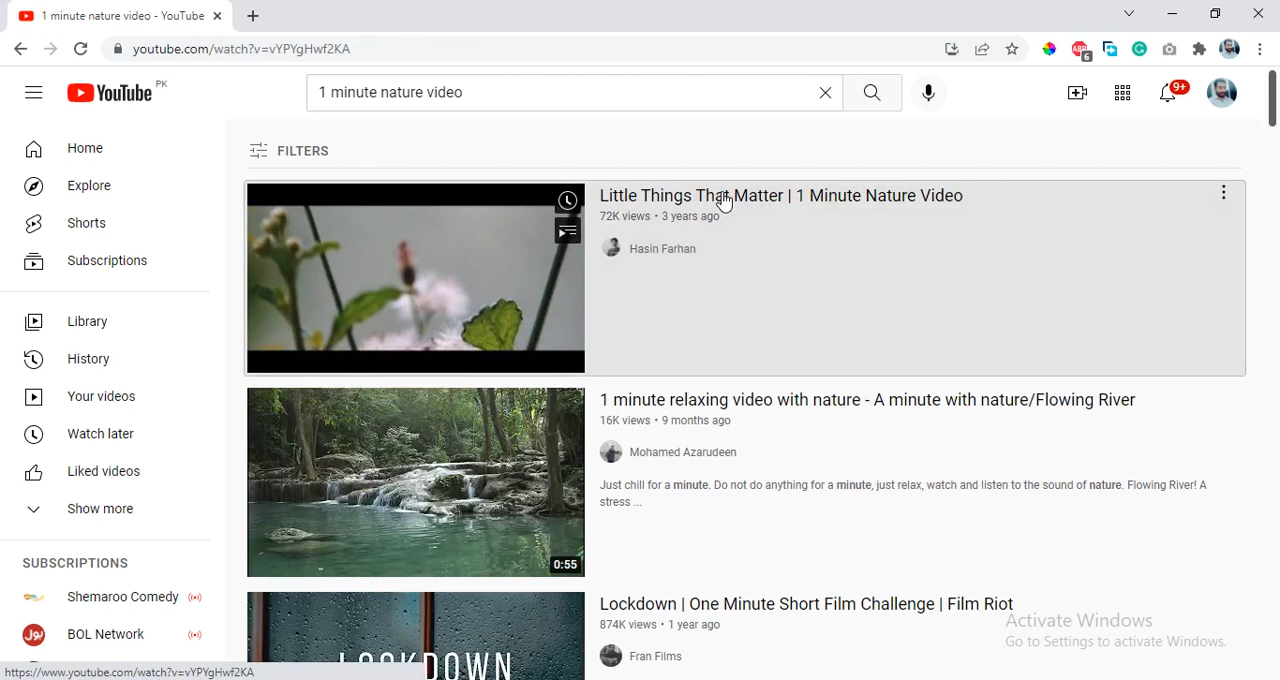 1 minute nature video - YouTube
youtube.com/watch?v=vYPYgHwf2KA
ABP
6
YouTube PK
1 minute nature video
9+
Home
Explore
Shorts
Subscriptions
Library
History
Your videos
Watch later
Liked videos
Show more
SUBSCRIPTIONS
Shemaroo Comedy
BOL Network
FILTERS
Little Things That Matter | 1 Minute Nature Video
72K views • 3 years ago
Hasin Farhan
1 minute relaxing video with nature - A minute with nature/Flowing River
16K views • 9 months ago
Mohamed Azarudeen
Just chill for a minute. Do not do anything for a minute, just relax, watch and listen to the sound of nature. Flowing River! A
stress ...
0:55
Lockdown | One Minute Short Film Challenge | Film Riot
874K views • 1 year ago
Fran Films
LOCKDOWN
Activate Windows
Go to Settings to activate Windows.
https://www.youtube.com/watch?v=vYPYgHwf2KA